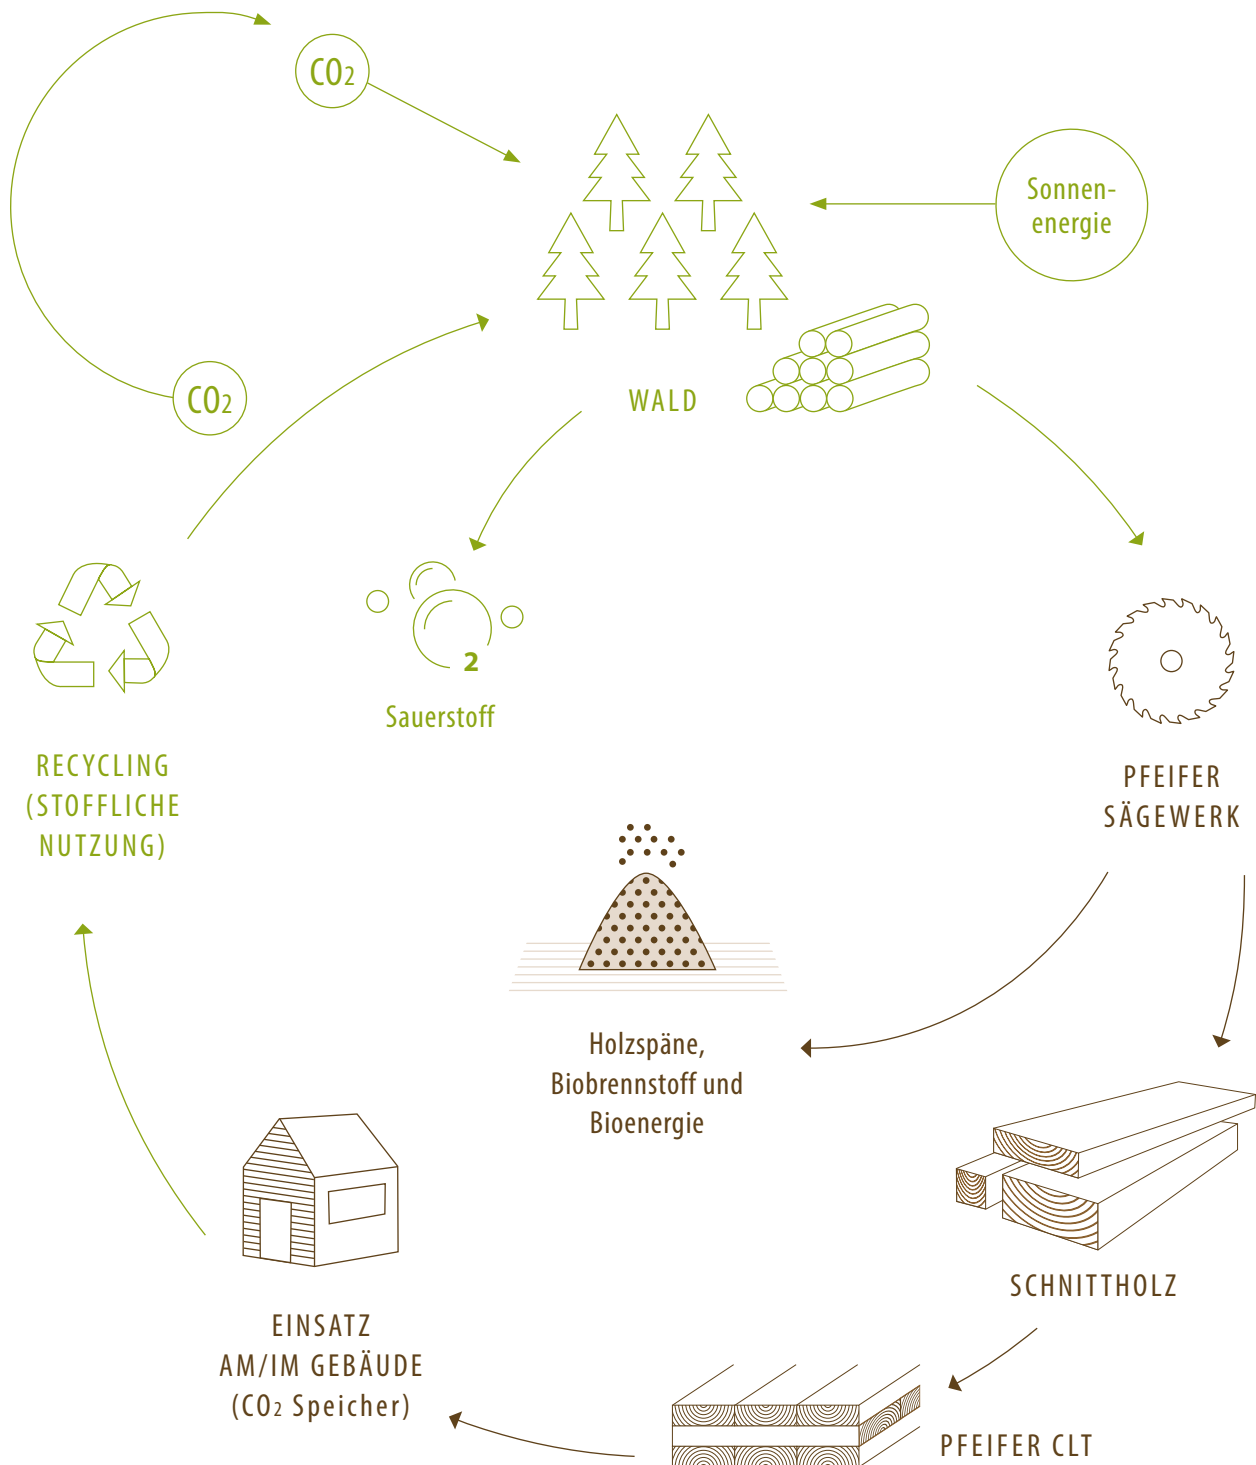 CO2
Sonnen-
energie
WALD
CO2
2
Sauerstoff
RECYCLING
(STOFFLICHE
NUTZUNG)
PFEIFER
SÄGEWERK
Holzspäne,
Biobrennstoff und
Bioenergie
SCHNITTHOLZ
EINSATZ
AM/IM GEBÄUDE
(CO2 Speicher)
PFEIFER CLT